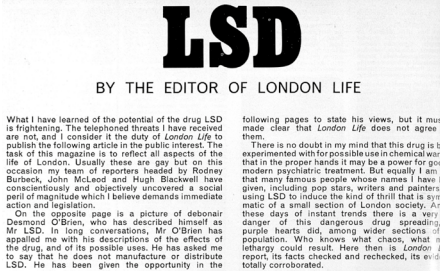 LSD
BY THE EDITOR OF LONDON LIFE
What I have learned of the potential of the drug LSD
is frightening. The telephoned threats I have received
are not, and I consider it the duty of London Life to
publish the following article in the public interest. The
task of this magazine is to reflect all aspects of the
life of London. Usually these are gay but on this
occasion my team of reporters headed by Rodney
Burbeck, John McLeod and Hugh Blackwell have
conscientiously and objectively uncovered a social
peril of magnitude which I believe demands immediate
action and legislation.
On the opposite page is a picture of debonair
Desmond O'Brien, who has described himself as
Mr LSD. In long conversations, Mr O'Brien has
appalled me with his descriptions of the effects of
the drug, and of its possible uses. He has asked me
to say that he does not manufacture or distribute
LSD. He has been given the opportunity in the
following pages to state his views, but it mus
made clear that London Life does not agree
them.
There is no doubt in my mind that this drug is b
experimented with for possible use in chemical war
that in the proper hands it may be a power for goo
modern psychiatric treatment. But equally I am
that many famous people whose names I have
given, including pop stars, writers and painters
using LSD to induce the kind of thrill that is sym
matic of a small section of London society. A
these days of instant trends there is a very
danger of this dangerous drug spreading,
purple hearts did, among wider sections of
population. Who knows what chaos, what m
lethargy could result. Here then is London
report, its facts checked and rechecked, its evid
totally corroborated.